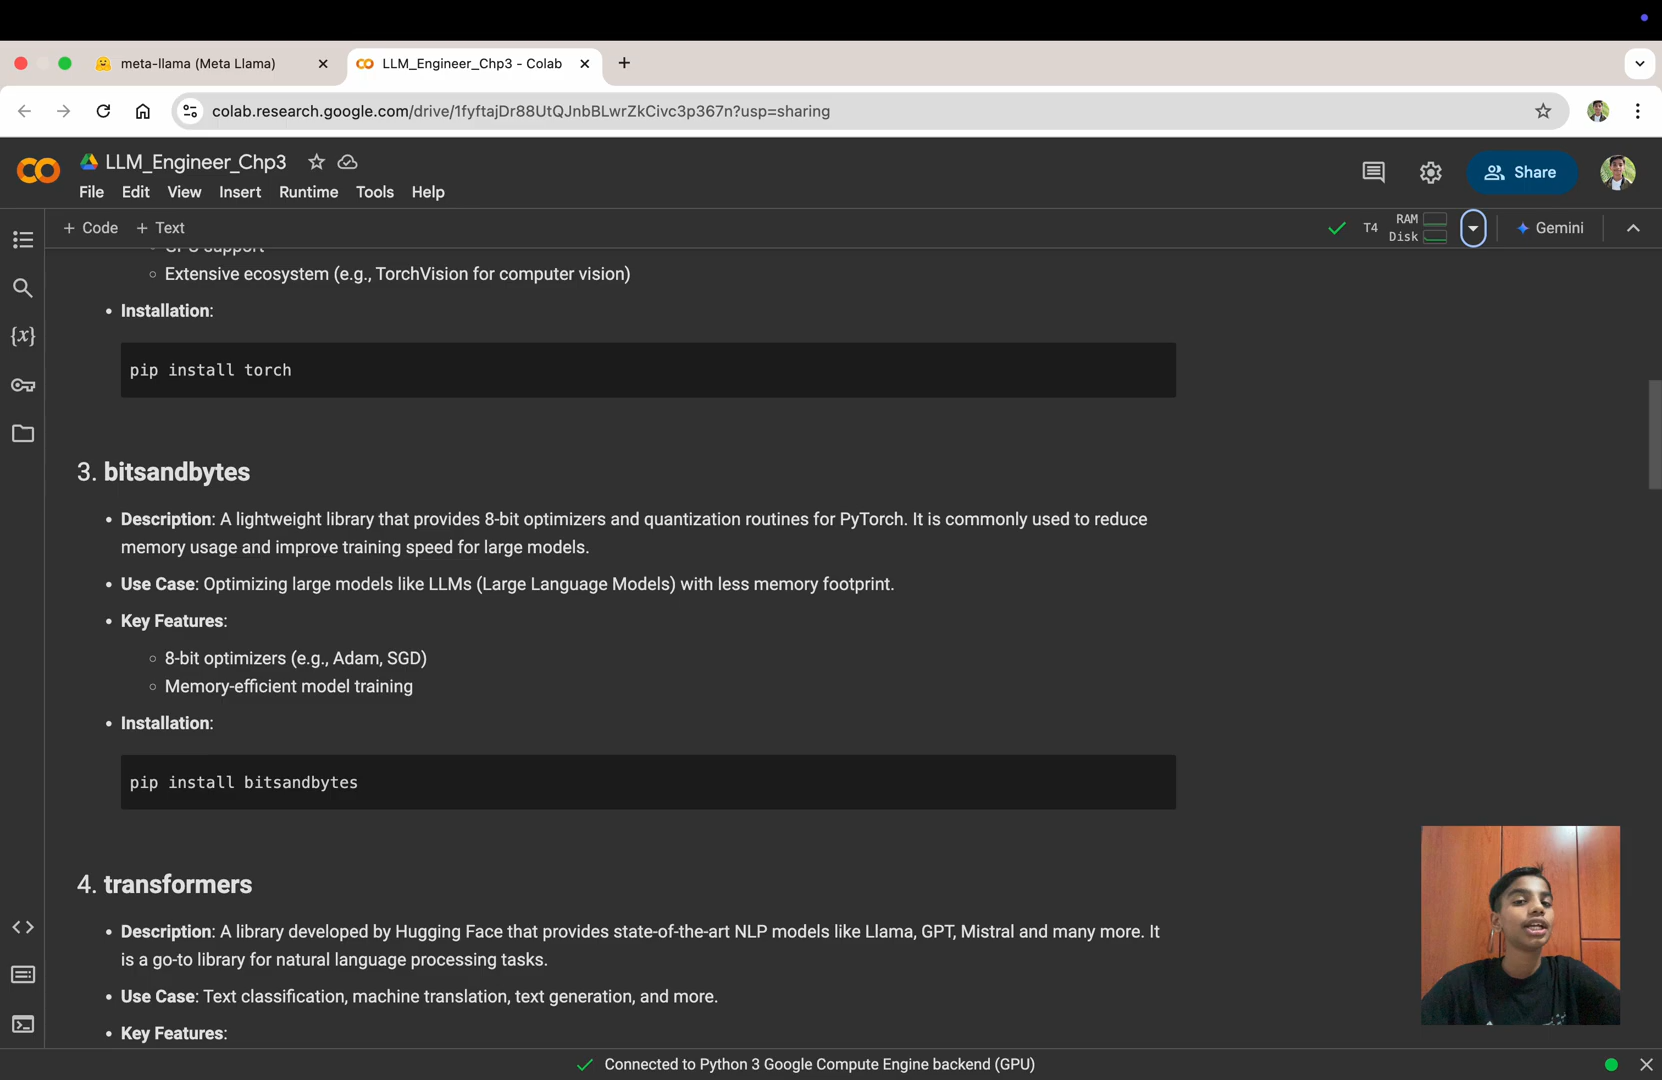 meta-llama (Meta Llama)
LLM_Engineer_Chp3 - Colab
colab.research.google.com/drive/1fyftajDr88UtQJnbBLwrZkCivc3p367n?usp=sharing
LLM_Engineer_Chp3
Share
File Edit View Insert Runtime Tools Help
+ Code + Text
T4
RAM
Disk
Gemini
GPU support
Extensive ecosystem (e.g., TorchVision for computer vision)
Installation:
pip install torch
3. bitsandbytes
Description: A lightweight library that provides 8-bit optimizers and quantization routines for PyTorch. It is commonly used to reduce
memory usage and improve training speed for large models.
Use Case: Optimizing large models like LLMs (Large Language Models) with less memory footprint.
Key Features:
8-bit optimizers (e.g., Adam, SGD)
Memory-efficient model training
Installation:
pip install bitsandbytes
4. transformers
Description: A library developed by Hugging Face that provides state-of-the-art NLP models like Llama, GPT, Mistral and many more. It
is a go-to library for natural language processing tasks.
Use Case: Text classification, machine translation, text generation, and more.
Key Features:
Connected to Python 3 Google Compute Engine backend (GPU)